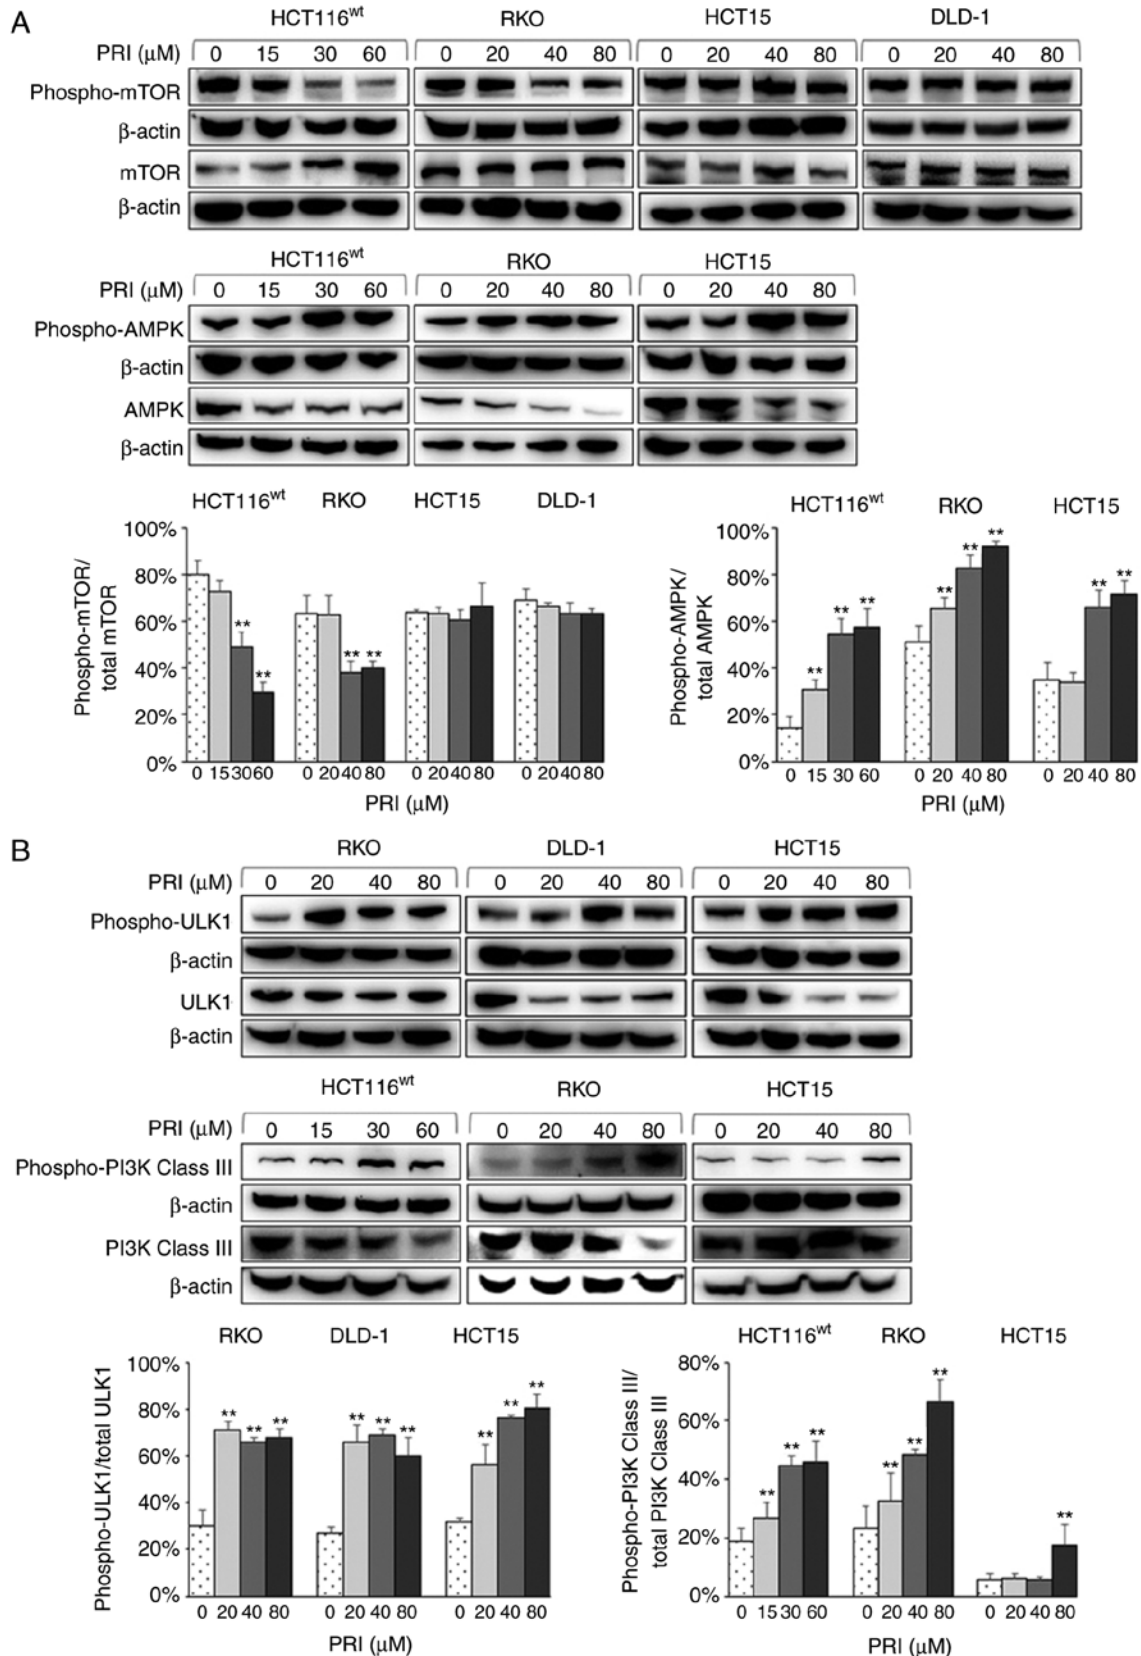 A
HCT116wt RKO HCT15 DLD-1
PRI (μM) 0 15 30 60 0 20 40 80 0 20 40 80 0 20 40 80
Phospho-mTOR
β-actin
mTOR
β-actin
HCT116wt RKO HCT15
PRI (μM) 0 15 30 60 0 20 40 80 0 20 40 80
Phospho-AMPK
β-actin
AMPK
β-actin
HCT116wt RKO HCT15 DLD-1
Phospho-mTOR/
total mTOR
100%
80%
60%
40%
20%
0%
** ** ** **
0 15 30 60 0 20 40 80 0 20 40 80 0 20 40 80
PRI (μM)
HCT116wt RKO HCT15
Phospho-AMPK/
total AMPK
100%
80%
60%
40%
20%
0%
** ** ** ** ** ** ** **
0 15 30 60 0 20 40 80 0 20 40 80
PRI (μM)
B
RKO DLD-1 HCT15
PRI (μM) 0 20 40 80 0 20 40 80 0 20 40 80
Phospho-ULK1
β-actin
ULK1
β-actin
HCT116wt RKO HCT15
PRI (μM) 0 15 30 60 0 20 40 80 0 20 40 80
Phospho-PI3K Class III
β-actin
PI3K Class III
β-actin
RKO DLD-1 HCT15
Phospho-ULK1/total ULK1
100%
80%
60%
40%
20%
0%
** ** ** ** ** ** ** ** **
0 20 40 80 0 20 40 80 0 20 40 80
PRI (μM)
HCT116wt RKO HCT15
Phospho-PI3K Class III/
total PI3K Class III
80%
60%
40%
20%
0%
** ** ** ** ** ** **
0 15 30 60 0 20 40 80 0 20 40 80
PRI (μM)